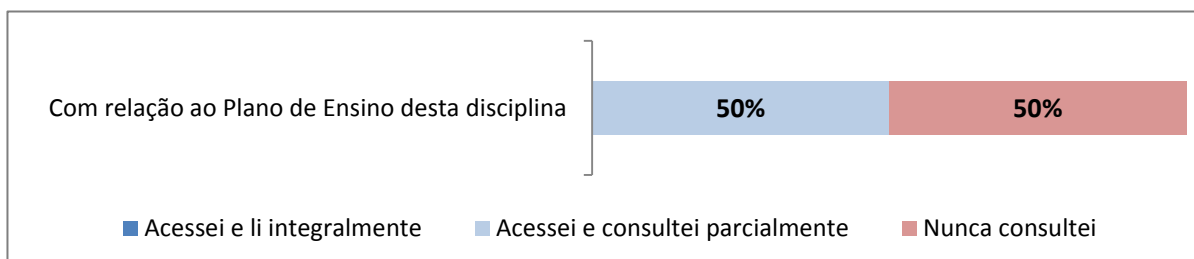 Com relação ao Plano de Ensino desta disciplina
50% 50%
Acessei e li integralmente Acessei e consultei parcialmente Nunca consultei